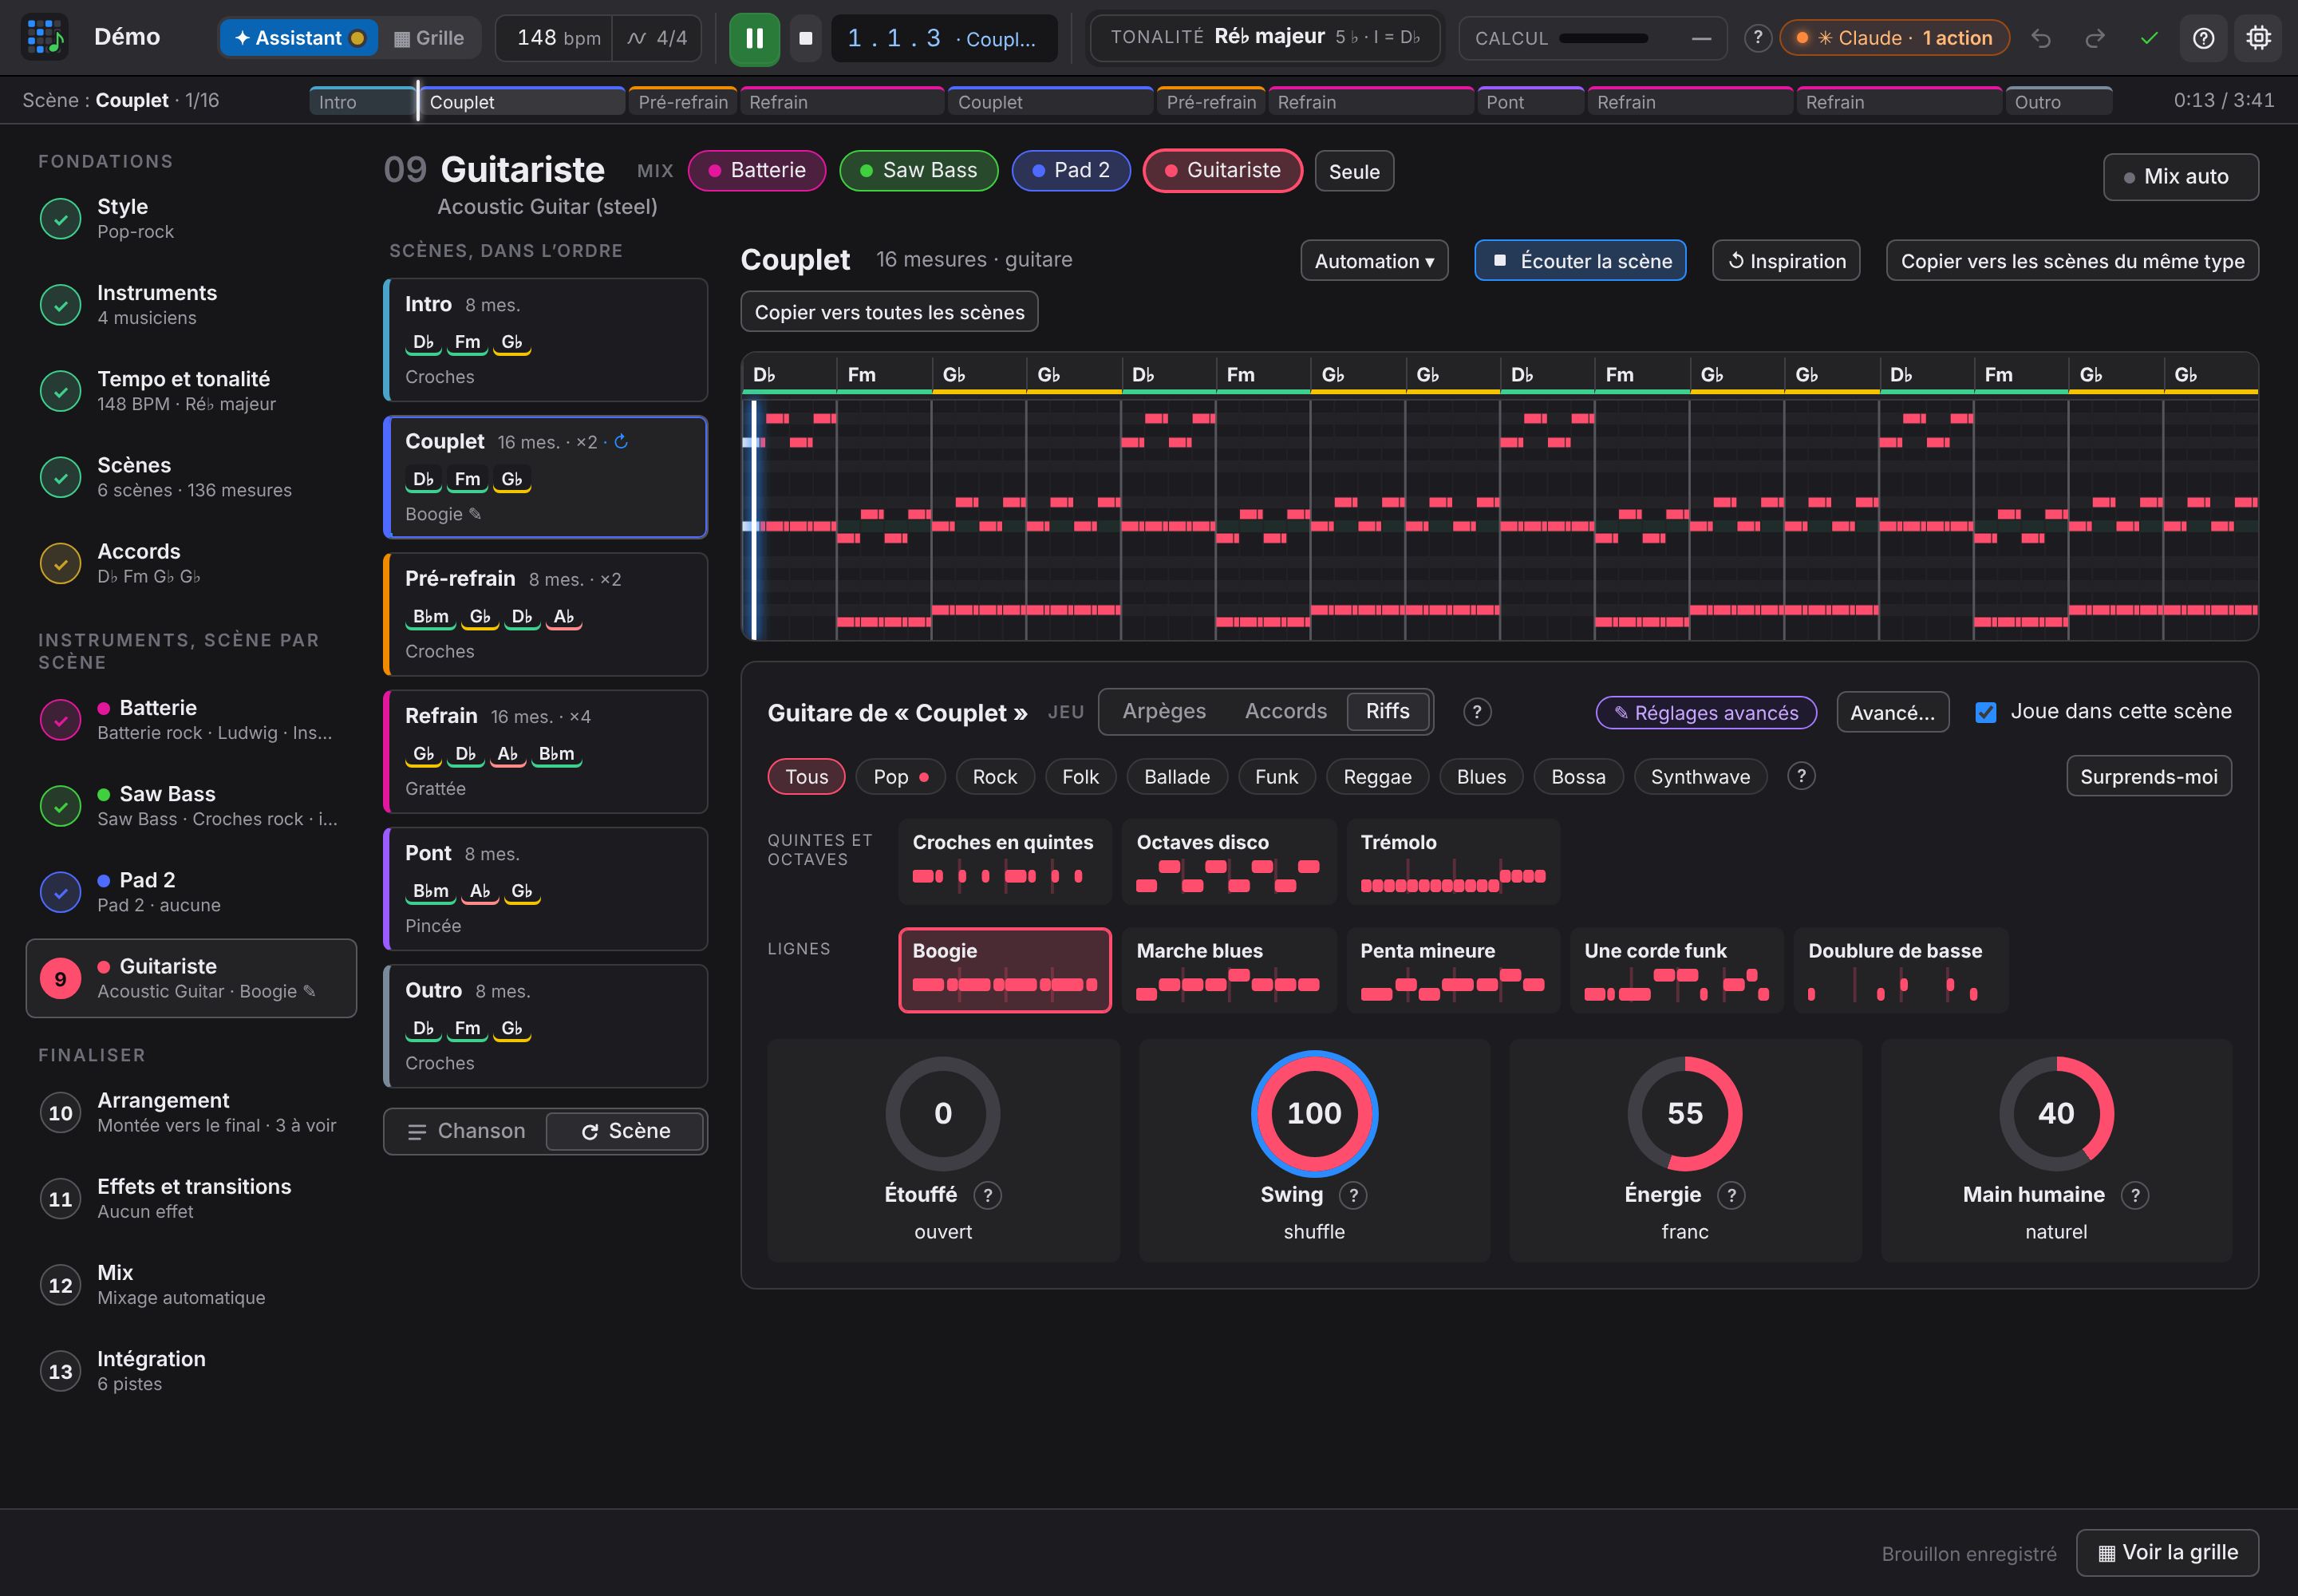 Démo
✦ Assistant
▦ Grille
148 bpm
4/4
1 . 1 . 3 · Coupl...
TONALITÉ Ré♭ majeur 5 ♭ · I = D♭
CALCUL —
?
✳ Claude · 1 action
Scène : Couplet · 1/16
Intro
Couplet
Pré-refrain
Refrain
Couplet
Pré-refrain
Refrain
Pont
Refrain
Refrain
Outro
0:13 / 3:41
FONDATIONS
Style
Pop-rock
Instruments
4 musiciens
Tempo et tonalité
148 BPM · Ré♭ majeur
Scènes
6 scènes · 136 mesures
Accords
D♭ Fm G♭ G♭
INSTRUMENTS, SCÈNE PAR
SCÈNE
Batterie
Batterie rock · Ludwig · Ins...
Saw Bass
Saw Bass · Croches rock · i...
Pad 2
Pad 2 · aucune
9
Guitariste
Acoustic Guitar · Boogie ✎
FINALISER
10
Arrangement
Montée vers le final · 3 à voir
11
Effets et transitions
Aucun effet
12
Mix
Mixage automatique
13
Intégration
6 pistes
09 Guitariste
Acoustic Guitar (steel)
MIX
Batterie
Saw Bass
Pad 2
Guitariste
Seule
Mix auto
SCÈNES, DANS L’ORDRE
Intro 8 mes.
D♭ Fm G♭
Croches
Couplet 16 mes. · ×2 · ↻
D♭ Fm G♭
Boogie ✎
Pré-refrain 8 mes. · ×2
B♭m G♭ D♭ A♭
Croches
Refrain 16 mes. · ×4
G♭ D♭ A♭ B♭m
Grattée
Pont 8 mes.
B♭m A♭ G♭
Pincée
Outro 8 mes.
D♭ Fm G♭
Croches
Chanson
Scène
Couplet 16 mesures · guitare
Automation ▾
Écouter la scène
Inspiration
Copier vers les scènes du même type
Copier vers toutes les scènes
D♭ Fm G♭ G♭ D♭ Fm G♭ G♭ D♭ Fm G♭ G♭ D♭ Fm G♭ G♭
Guitare de « Couplet »
JEU
Arpèges
Accords
Riffs
?
✎ Réglages avancés
Avancé...
Joue dans cette scène
Tous
Pop
Rock
Folk
Ballade
Funk
Reggae
Blues
Bossa
Synthwave
?
Surprends-moi
QUINTES ET
OCTAVES
Croches en quintes
Octaves disco
Trémolo
LIGNES
Boogie
Marche blues
Penta mineure
Une corde funk
Doublure de basse
0
Étouffé ?
ouvert
100
Swing ?
shuffle
55
Énergie ?
franc
40
Main humaine ?
naturel
Brouillon enregistré
▦ Voir la grille